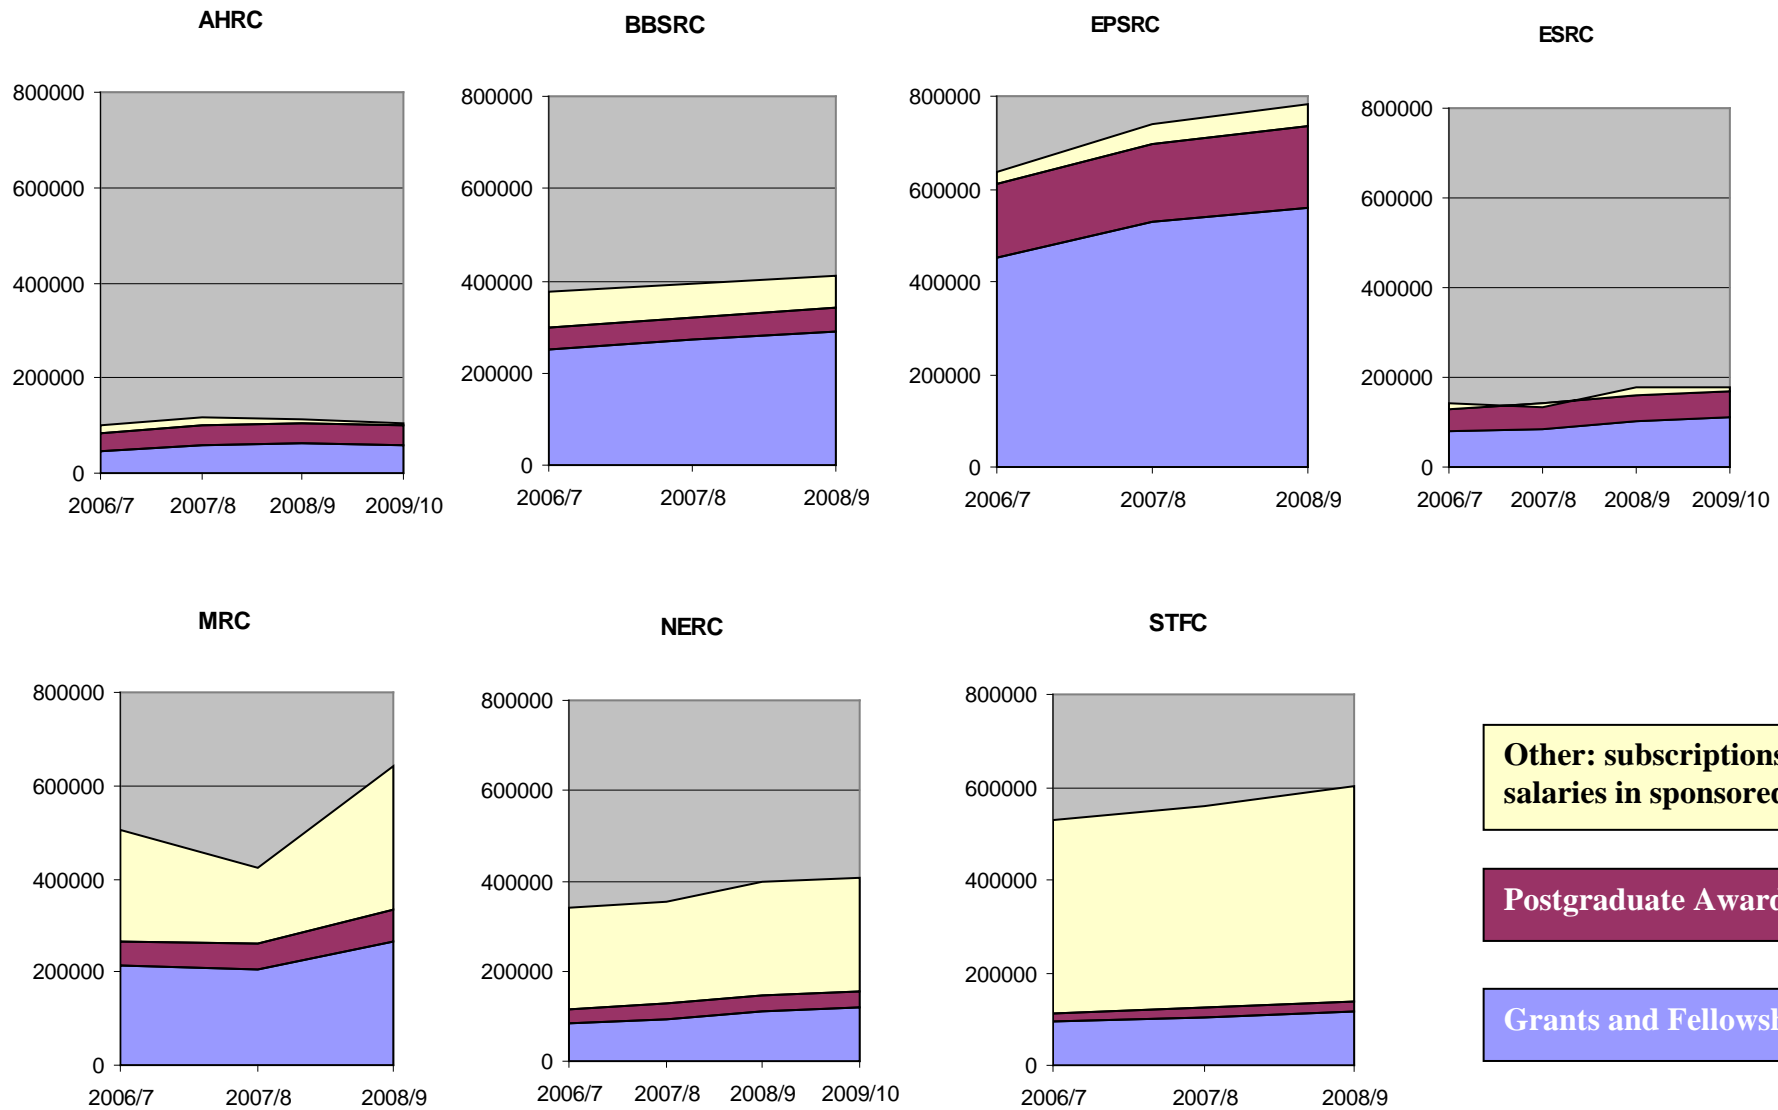 AHRC
800000
600000
400000
200000
0
2006/7 2007/8 2008/9 2009/10
BBSRC
800000
600000
400000
200000
0
2006/7 2007/8 2008/9
EPSRC
800000
600000
400000
200000
0
2006/7 2007/8 2008/9
ESRC
800000
600000
400000
200000
0
2006/7 2007/8 2008/9 2009/10
MRC
800000
600000
400000
200000
0
2006/7 2007/8 2008/9
NERC
800000
600000
400000
200000
0
2006/7 2007/8 2008/9 2009/10
STFC
800000
600000
400000
200000
0
2006/7 2007/8 2008/9
Other: subscriptions
salaries in sponsored
Postgraduate Award
Grants and Fellowsh